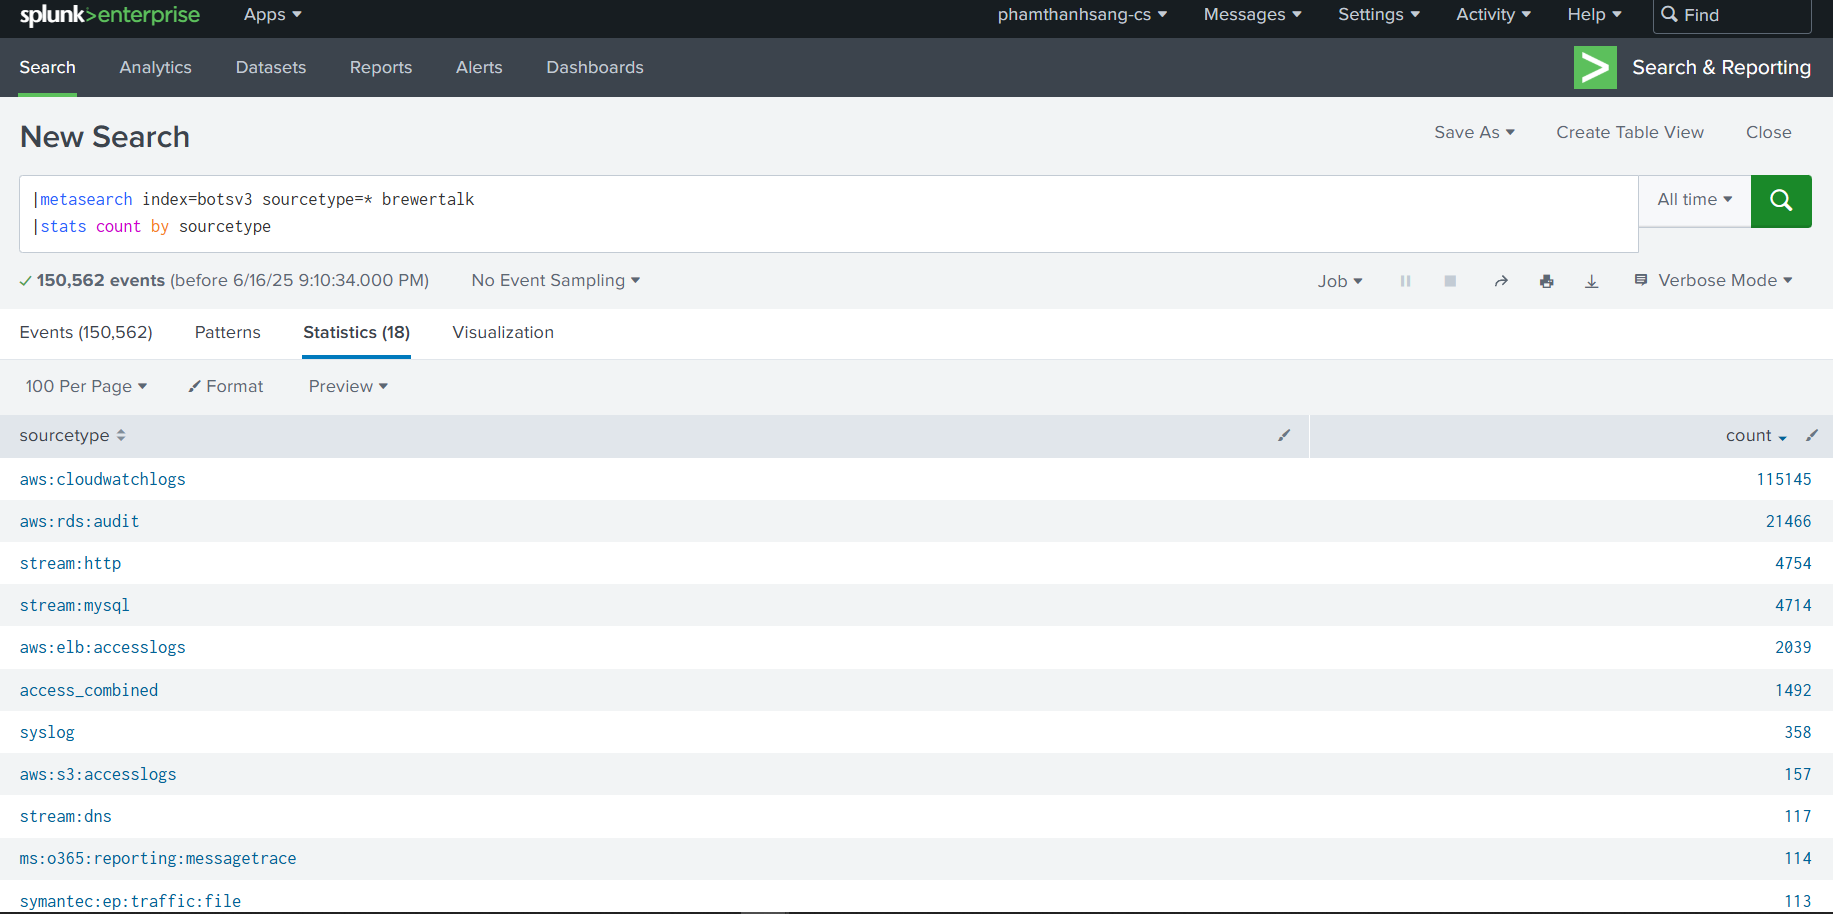 splunk>enterprise Apps phamthanhsang-cs Messages Settings Activity Help Find
Search Analytics Datasets Reports Alerts Dashboards > Search & Reporting
New Search Save As Create Table View Close
|metasearch index=botsv3 sourcetype=* brewertalk All time
|stats count by sourcetype
150,562 events (before 6/16/25 9:10:34.000 PM) No Event Sampling Job Verbose Mode
Events (150,562) Patterns Statistics (18) Visualization
100 Per Page Format Preview
sourcetype count
aws:cloudwatchlogs 115145
aws:rds:audit 21466
stream:http 4754
stream:mysql 4714
aws:elb:accesslogs 2039
access_combined 1492
syslog 358
aws:s3:accesslogs 157
stream:dns 117
ms:o365:reporting:messagetrace 114
symantec:ep:traffic:file 113